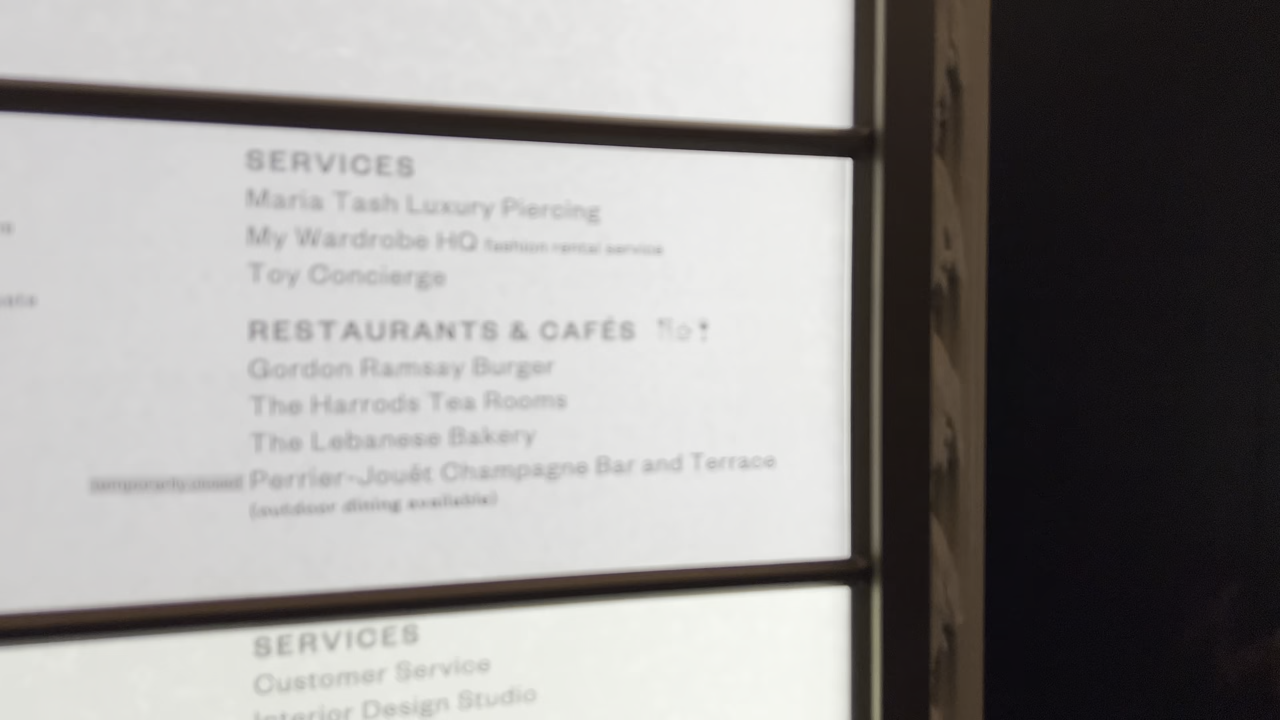 SERVICES
Maria Tash Luxury Piercing
My Wardrobe HQ fashion rental service
Toy Concierge
RESTAURANTS & CAFÉS
Gordon Ramsay Burger
The Harrods Tea Rooms
The Lebanese Bakery
temporarily closed Perrier-Jouët Champagne Bar and Terrace
(outdoor dining available)
SERVICES
Customer Service
Interior Design Studio